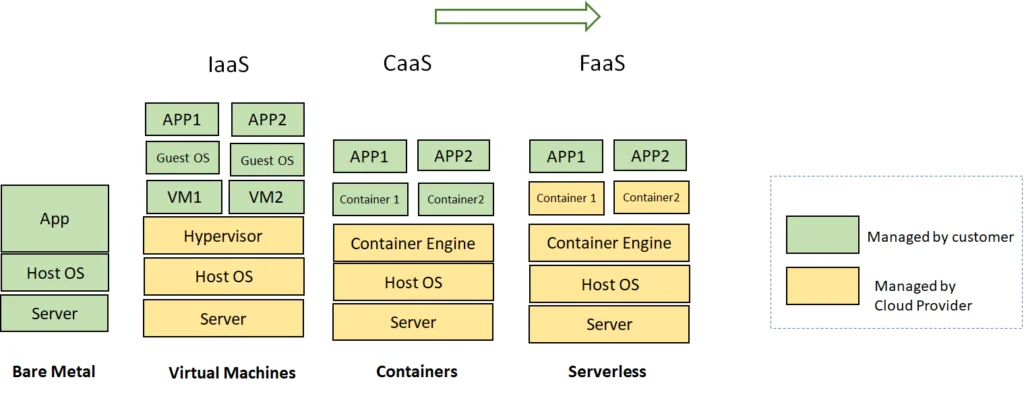 IaaS
CaaS
FaaS
App
Host OS
Server
Bare Metal
APP1
APP2
Guest OS
Guest OS
VM1
VM2
Hypervisor
Host OS
Server
Virtual Machines
APP1
APP2
Container 1
Container2
Container Engine
Host OS
Server
Containers
APP1
APP2
Container 1
Container2
Container Engine
Host OS
Server
Serverless
Managed by customer
Managed by
Cloud Provider